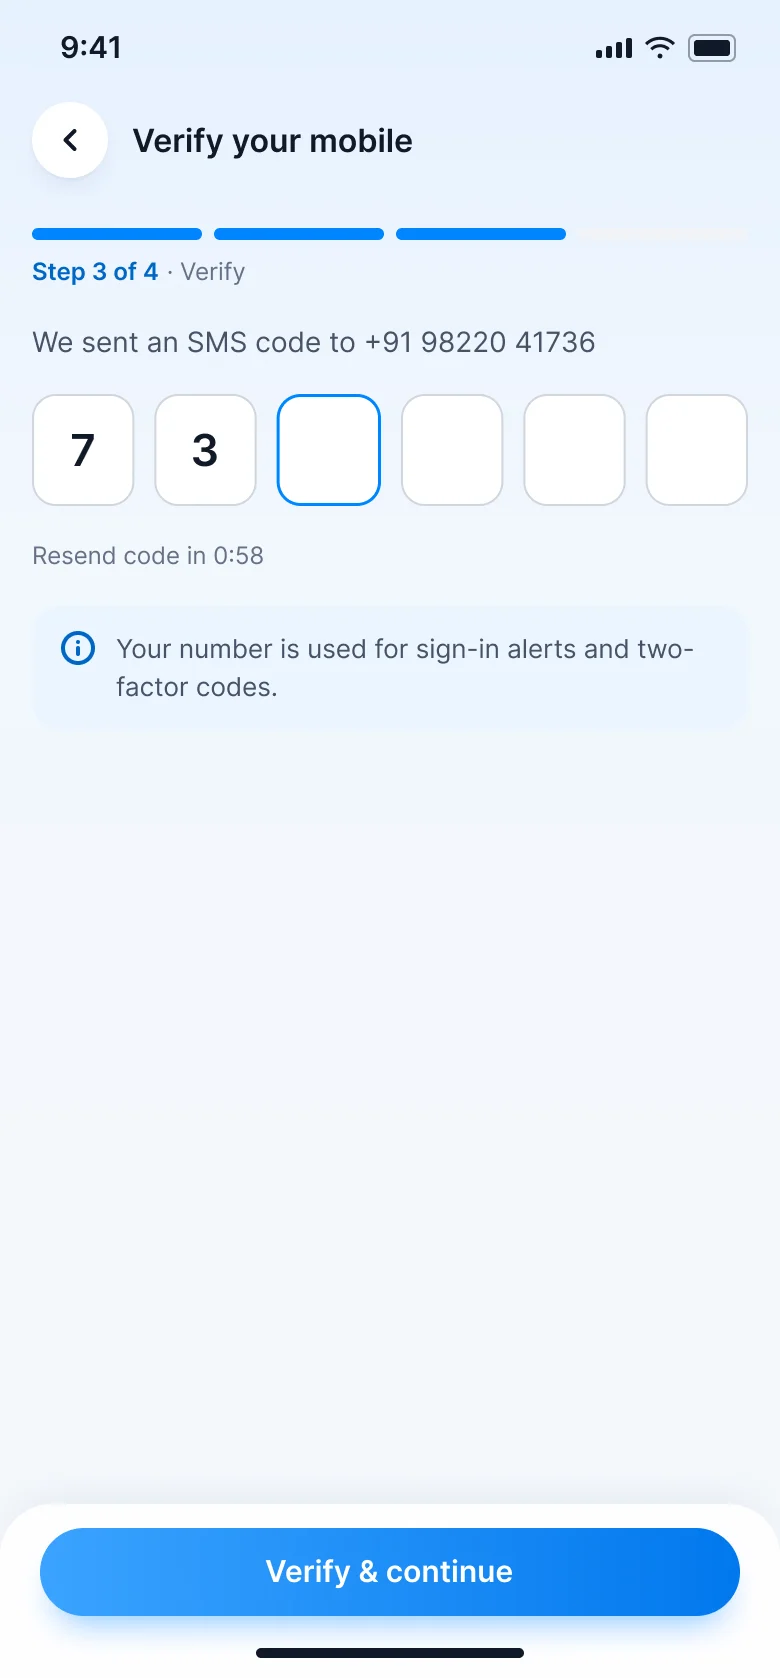 9:41
Verify your mobile
Step 3 of 4 · Verify
We sent an SMS code to +91 98220 41736
7 3
Resend code in 0:58
Your number is used for sign-in alerts and two-
factor codes.
Verify & continue